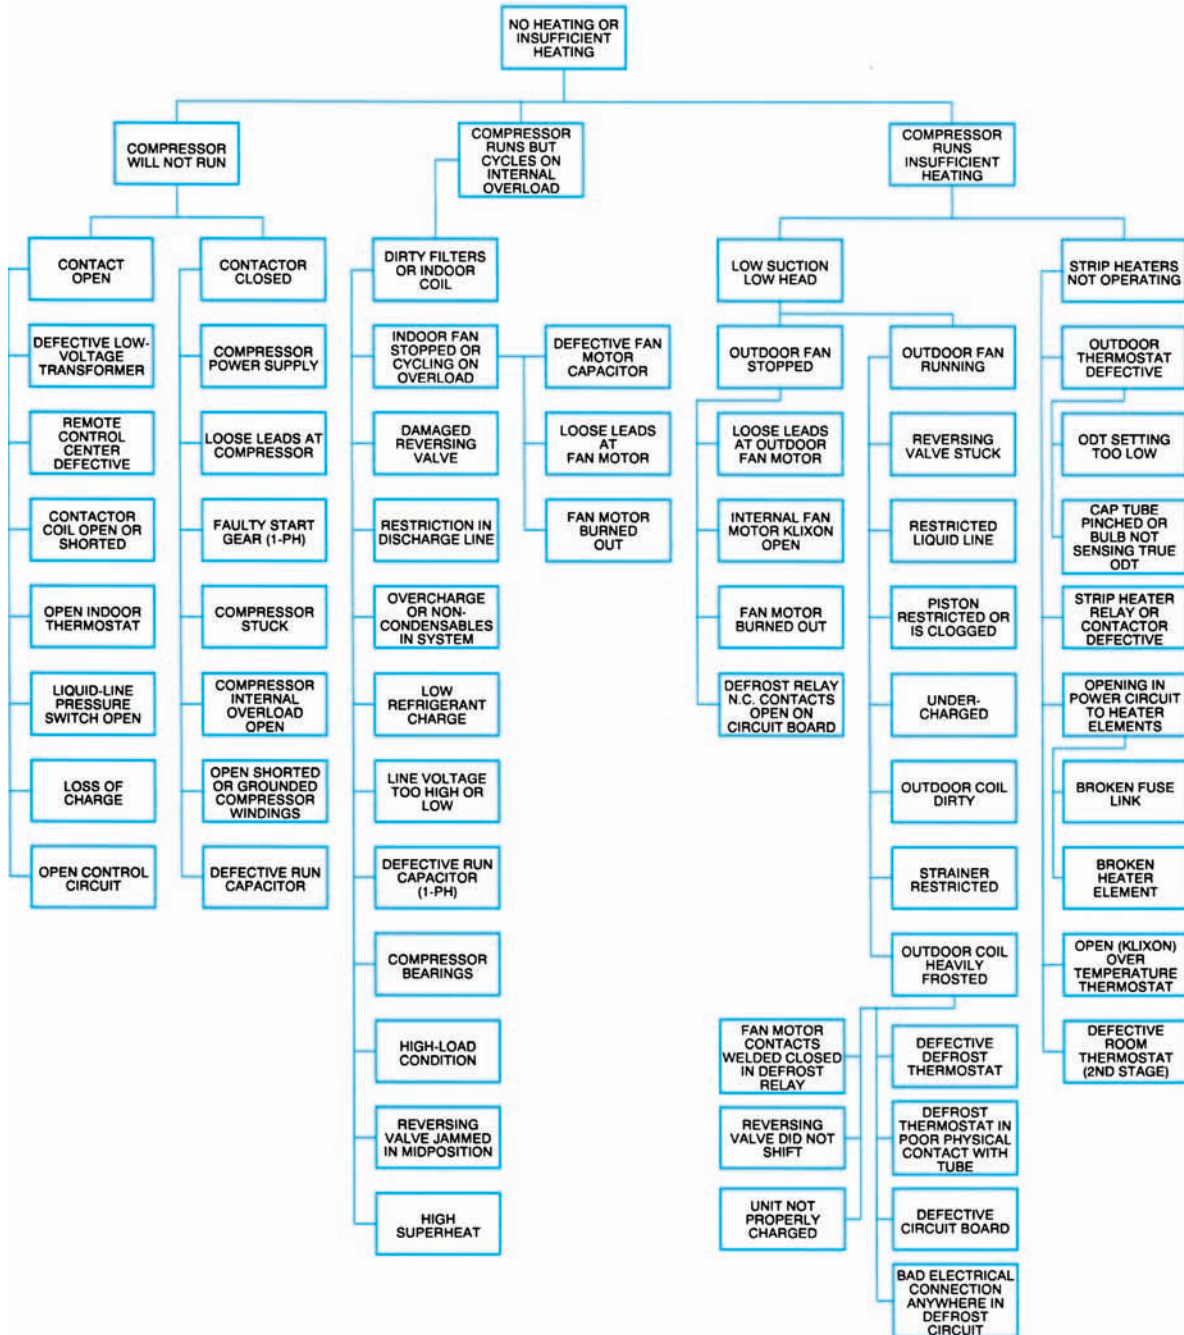 NO HEATING OR
INSUFFICIENT
HEATING
COMPRESSOR
WILL NOT RUN
COMPRESSOR
RUNS BUT
CYCLES ON
INTERNAL
OVERLOAD
COMPRESSOR
RUNS
INSUFFICIENT
HEATING
CONTACT
OPEN
DEFECTIVE LOW-
VOLTAGE
TRANSFORMER
REMOTE
CONTROL
CENTER
DEFECTIVE
CONTACTOR
COIL OPEN OR
SHORTED
OPEN INDOOR
THERMOSTAT
LIQUID-LINE
PRESSURE
SWITCH OPEN
LOSS OF
CHARGE
OPEN CONTROL
CIRCUIT
CONTACTOR
CLOSED
COMPRESSOR
POWER SUPPLY
LOOSE LEADS AT
COMPRESSOR
FAULTY START
GEAR (1-PH)
COMPRESSOR
STUCK
COMPRESSOR
INTERNAL
OVERLOAD
OPEN
OPEN SHORTED
OR GROUNDED
COMPRESSOR
WINDINGS
DEFECTIVE RUN
CAPACITOR
DIRTY FILTERS
OR INDOOR
COIL
INDOOR FAN
STOPPED OR
CYCLING ON
OVERLOAD
DAMAGED
REVERSING
VALVE
RESTRICTION IN
DISCHARGE LINE
OVERCHARGE
OR NON-
CONDENSABLES
IN SYSTEM
LOW
REFRIGERANT
CHARGE
LINE VOLTAGE
TOO HIGH OR
LOW
DEFECTIVE RUN
CAPACITOR
(1-PH)
COMPRESSOR
BEARINGS
HIGH-LOAD
CONDITION
REVERSING
VALVE JAMMED
IN MIDPOSITION
HIGH
SUPERHEAT
DEFECTIVE FAN
MOTOR
CAPACITOR
LOOSE LEADS
AT
FAN MOTOR
FAN MOTOR
BURNED
OUT
LOW SUCTION
LOW HEAD
OUTDOOR FAN
STOPPED
LOOSE LEADS
AT OUTDOOR
FAN MOTOR
INTERNAL FAN
MOTOR KLIXON
OPEN
FAN MOTOR
BURNED OUT
DEFROST RELAY
N.C. CONTACTS
OPEN ON
CIRCUIT BOARD
OUTDOOR FAN
RUNNING
REVERSING
VALVE STUCK
RESTRICTED
LIQUID LINE
PISTON
RESTRICTED OR
IS CLOGGED
UNDER-
CHARGED
OUTDOOR COIL
DIRTY
STRAINER
RESTRICTED
OUTDOOR COIL
HEAVILY
FROSTED
FAN MOTOR
CONTACTS
WELDED CLOSED
IN DEFROST
RELAY
REVERSING
VALVE DID NOT
SHIFT
UNIT NOT
PROPERLY
CHARGED
DEFECTIVE
DEFROST
THERMOSTAT
DEFROST
THERMOSTAT IN
POOR PHYSICAL
CONTACT WITH
TUBE
DEFECTIVE
CIRCUIT BOARD
BAD ELECTRICAL
CONNECTION
ANYWHERE IN
DEFROST
CIRCUIT
STRIP HEATERS
NOT OPERATING
OUTDOOR
THERMOSTAT
DEFECTIVE
ODT SETTING
TOO LOW
CAP TUBE
PINCHED OR
BULB NOT
SENSING TRUE
ODT
STRIP HEATER
RELAY OR
CONTACTOR
DEFECTIVE
OPENING IN
POWER CIRCUIT
TO HEATER
ELEMENTS
BROKEN FUSE
LINK
BROKEN
HEATER
ELEMENT
OPEN (KLIXON)
OVER
TEMPERATURE
THERMOSTAT
DEFECTIVE
ROOM
THERMOSTAT
(2ND STAGE)